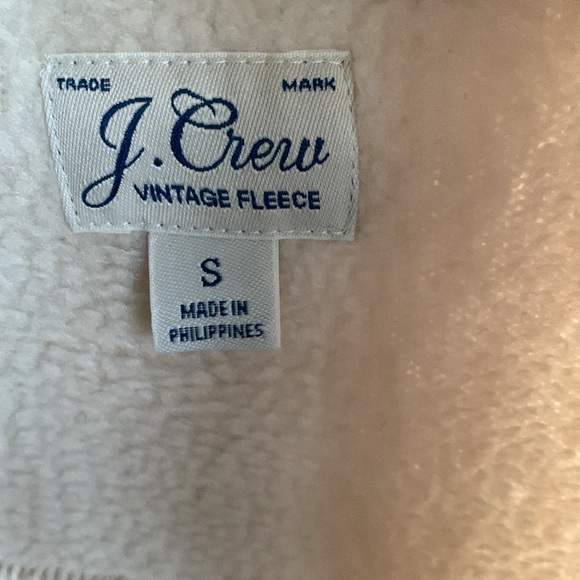 TRADE MARK
J.Crew
VINTAGE FLEECE
S
MADE IN
PHILIPPINES